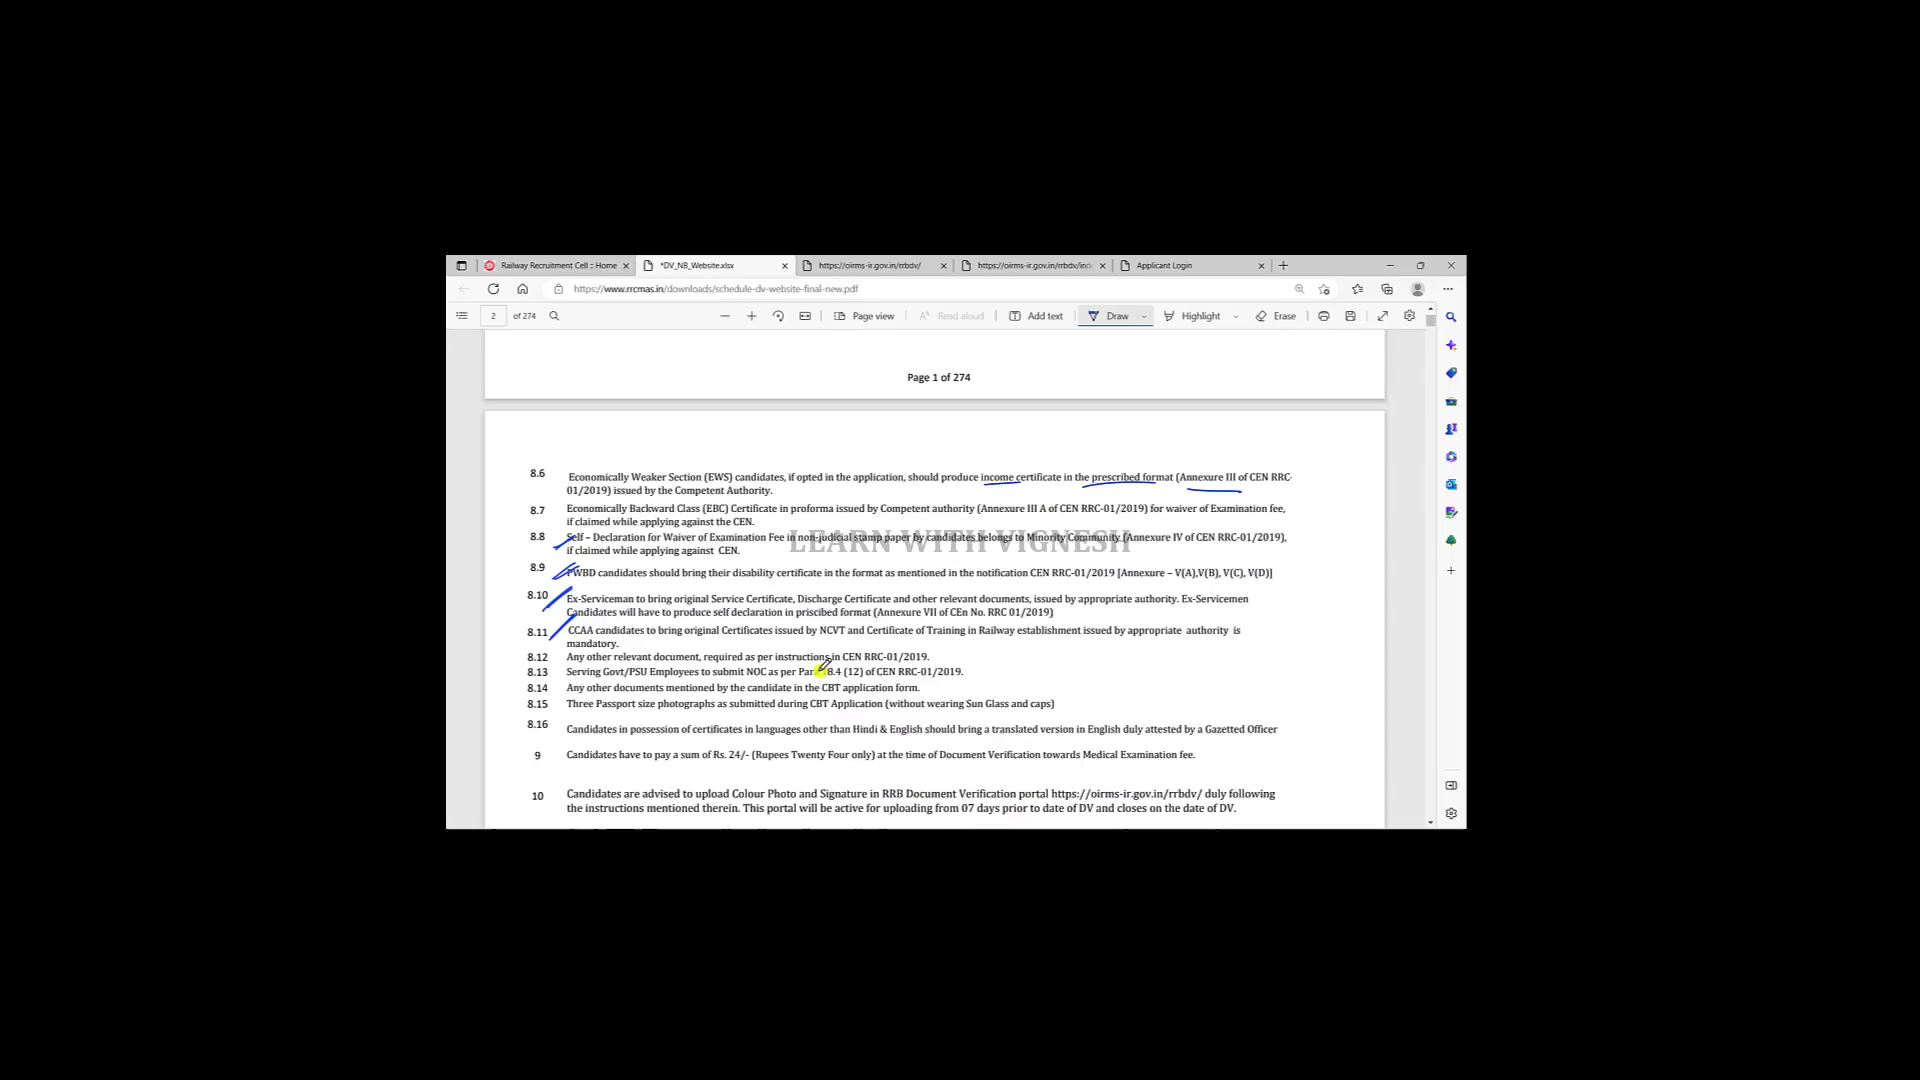 Railway Recruitment Cell :: Home
*DV_NB_Website.xlsx
https://oirms-ir.gov.in/rrbdv/
https://oirms-ir.gov.in/rrbdv/ind
Applicant Login
https://www.rrcmas.in/downloads/schedule-dv-website-final-new.pdf
2 of 274
Page view
Read aloud
Add text
Draw
Highlight
Erase
Page 1 of 274
8.6 Economically Weaker Section (EWS) candidates, if opted in the application, should produce income certificate in the prescribed format (Annexure III of CEN RRC-
01/2019) issued by the Competent Authority.
8.7 Economically Backward Class (EBC) Certificate in proforma issued by Competent authority (Annexure III A of CEN RRC-01/2019) for waiver of Examination fee,
if claimed while applying against the CEN.
8.8 Self – Declaration for Waiver of Examination Fee in non-judicial stamp paper by candidates belongs to Minority Community (Annexure IV of CEN RRC-01/2019),
LEARN WITH VIGNESH
if claimed while applying against CEN.
8.9 PWBD candidates should bring their disability certificate in the format as mentioned in the notification CEN RRC-01/2019 [Annexure – V(A),V(B), V(C), V(D)]
8.10 Ex-Serviceman to bring original Service Certificate, Discharge Certificate and other relevant documents, issued by appropriate authority. Ex-Servicemen
Candidates will have to produce self declaration in priscibed format (Annexure VII of CEn No. RRC 01/2019)
8.11 CCAA candidates to bring original Certificates issued by NCVT and Certificate of Training in Railway establishment issued by appropriate authority is
mandatory.
8.12 Any other relevant document, required as per instructions in CEN RRC-01/2019.
8.13 Serving Govt/PSU Employees to submit NOC as per 8.4 (12) of CEN RRC-01/2019.
8.14 Any other documents mentioned by the candidate in the CBT application form.
8.15 Three Passport size photographs as submitted during CBT Application (without wearing Sun Glass and caps)
8.16 Candidates in possession of certificates in languages other than Hindi & English should bring a translated version in English duly attested by a Gazetted Officer
9 Candidates have to pay a sum of Rs. 24/- (Rupees Twenty Four only) at the time of Document Verification towards Medical Examination fee.
10 Candidates are advised to upload Colour Photo and Signature in RRB Document Verification portal https://oirms-ir.gov.in/rrbdv/ duly following
the instructions mentioned therein. This portal will be active for uploading from 07 days prior to date of DV and closes on the date of DV.